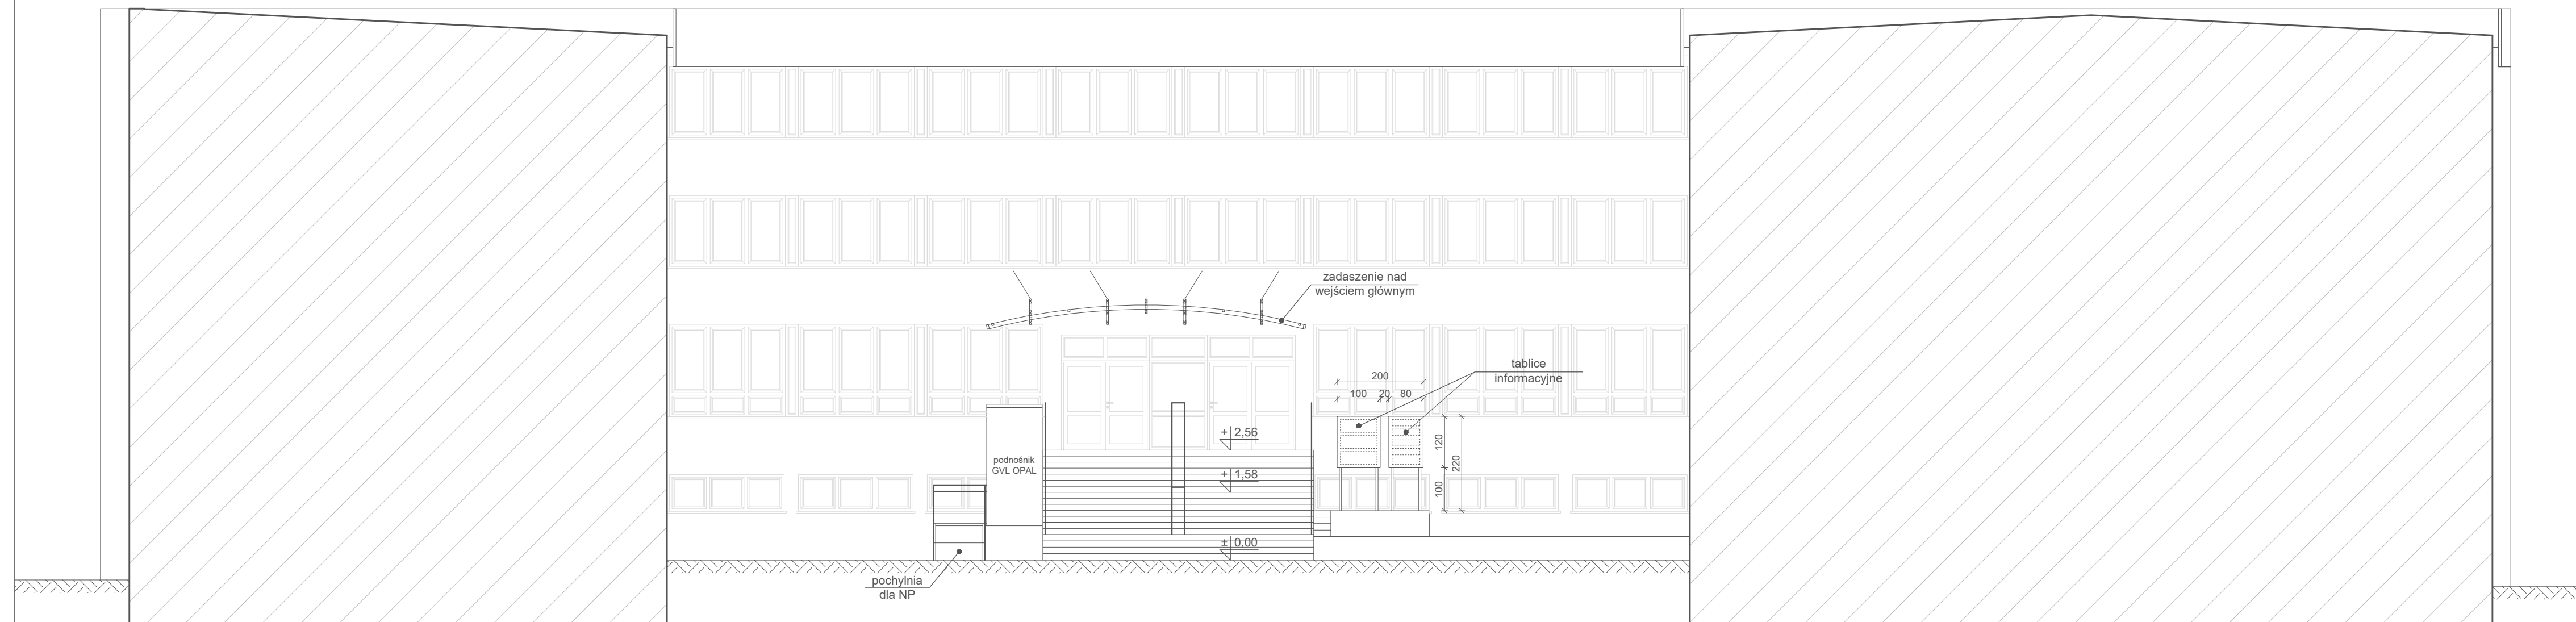 zadaszenie nad
wejściem głównym
tablice
informacyjne
200
100 20 80
120
220
100
+ 2,56
+ 1,58
± 0,00
podnośnik
GVL OPAL
pochylnia
dla NP